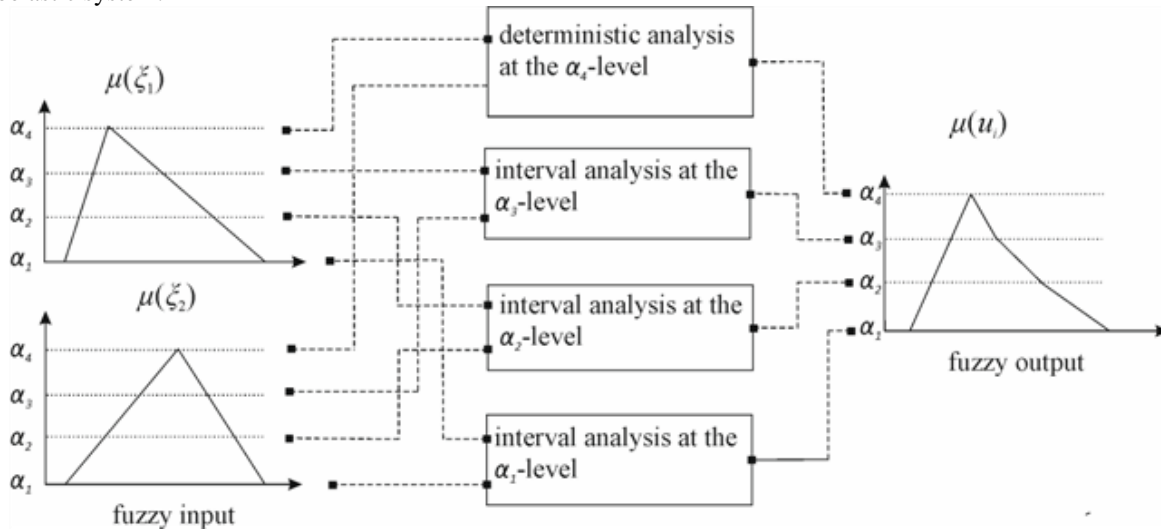 deterministic analysis
at the α₄-level
μ(ξ₁)
α₄
α₃
α₂
α₁
interval analysis at the
α₃-level
μ(uᵢ)
α₄
α₃
α₂
α₁
fuzzy output
μ(ξ₂)
α₄
α₃
α₂
α₁
fuzzy input
interval analysis at the
α₂-level
interval analysis at the
α₁-level